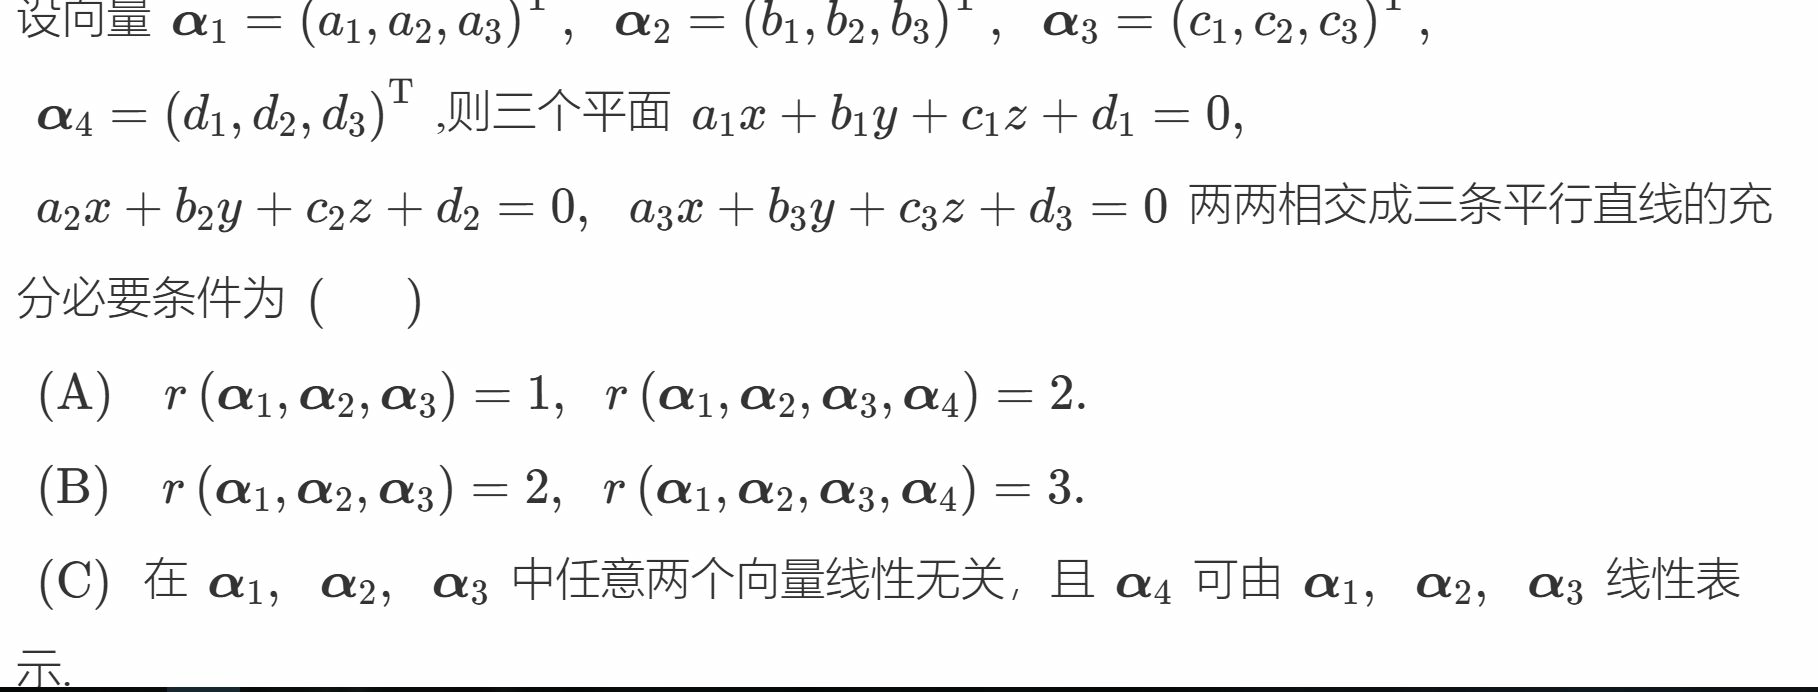 设向量 α₁ = (a₁, a₂, a₃)ᵀ, α₂ = (b₁, b₂, b₃)ᵀ, α₃ = (c₁, c₂, c₃)ᵀ,
α₄ = (d₁, d₂, d₃)ᵀ ,则三个平面 a₁x + b₁y + c₁z + d₁ = 0,
a₂x + b₂y + c₂z + d₂ = 0, a₃x + b₃y + c₃z + d₃ = 0 两两相交成三条平行直线的充
分必要条件为 ( )
(A) r (α₁, α₂, α₃) = 1, r (α₁, α₂, α₃, α₄) = 2.
(B) r (α₁, α₂, α₃) = 2, r (α₁, α₂, α₃, α₄) = 3.
(C) 在 α₁, α₂, α₃ 中任意两个向量线性无关, 且 α₄ 可由 α₁, α₂, α₃ 线性表
示.